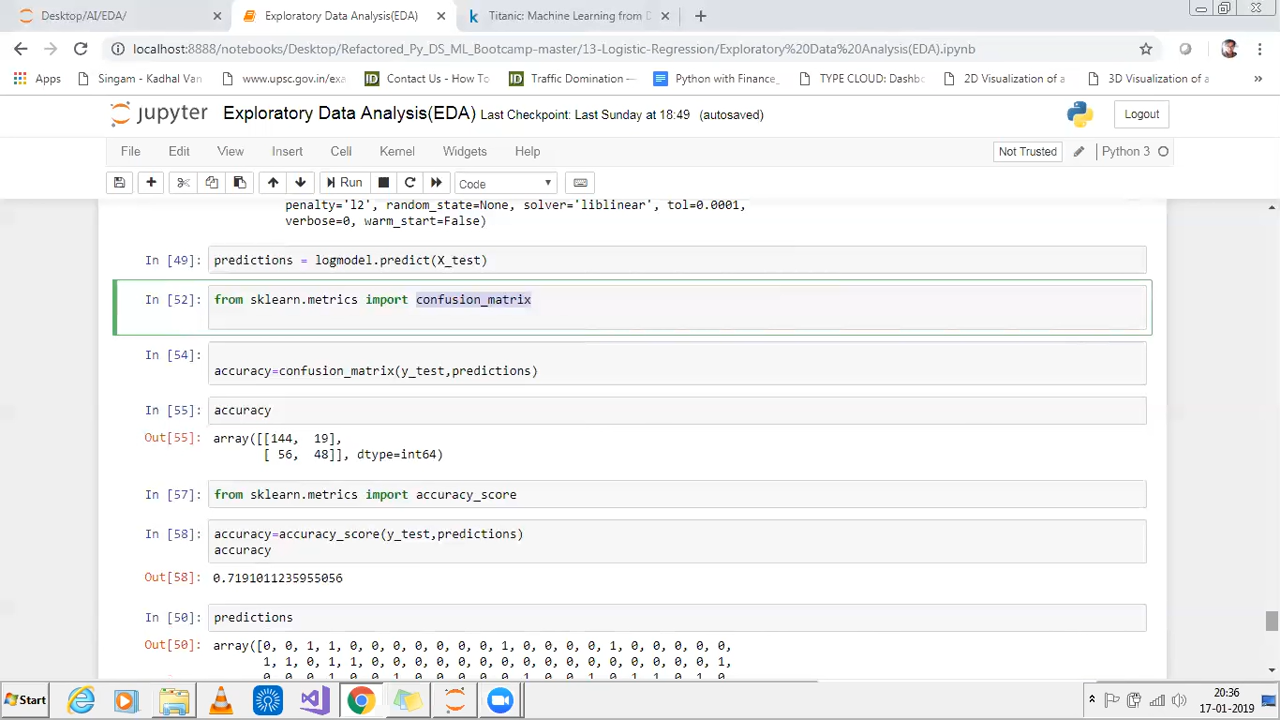 Desktop/AI/EDA/
Exploratory Data Analysis(EDA)
Titanic: Machine Learning from D
localhost:8888/notebooks/Desktop/Refactored_Py_DS_ML_Bootcamp-master/13-Logistic-Regression/Exploratory%20Data%20Analysis(EDA).ipynb
Apps Singam - Kadhal Van www.upsc.gov.in/exa Contact Us - How To Traffic Domination — Python with Finance_ TYPE CLOUD: Dashb 2D Visualization of a 3D Visualization of a »
jupyter Exploratory Data Analysis(EDA) Last Checkpoint: Last Sunday at 18:49 (autosaved) Logout
File Edit View Insert Cell Kernel Widgets Help Not Trusted Python 3
Run Code
penalty='l2', random_state=None, solver='liblinear', tol=0.0001,
verbose=0, warm_start=False)
In [49]: predictions = logmodel.predict(X_test)
In [52]: from sklearn.metrics import confusion_matrix
In [54]:
accuracy=confusion_matrix(y_test,predictions)
In [55]: accuracy
Out[55]: array([[144, 19],
[ 56, 48]], dtype=int64)
In [57]: from sklearn.metrics import accuracy_score
In [58]: accuracy=accuracy_score(y_test,predictions)
accuracy
Out[58]: 0.7191011235955056
In [50]: predictions
Out[50]: array([0, 0, 1, 1, 0, 0, 0, 0, 0, 0, 1, 0, 0, 0, 0, 1, 0, 0, 0, 0, 0,
1, 1, 0, 1, 1, 0, 0, 0, 0, 0, 0, 0, 0, 0, 0, 0, 0, 0, 0, 1,
Start 20:36
17-01-2019